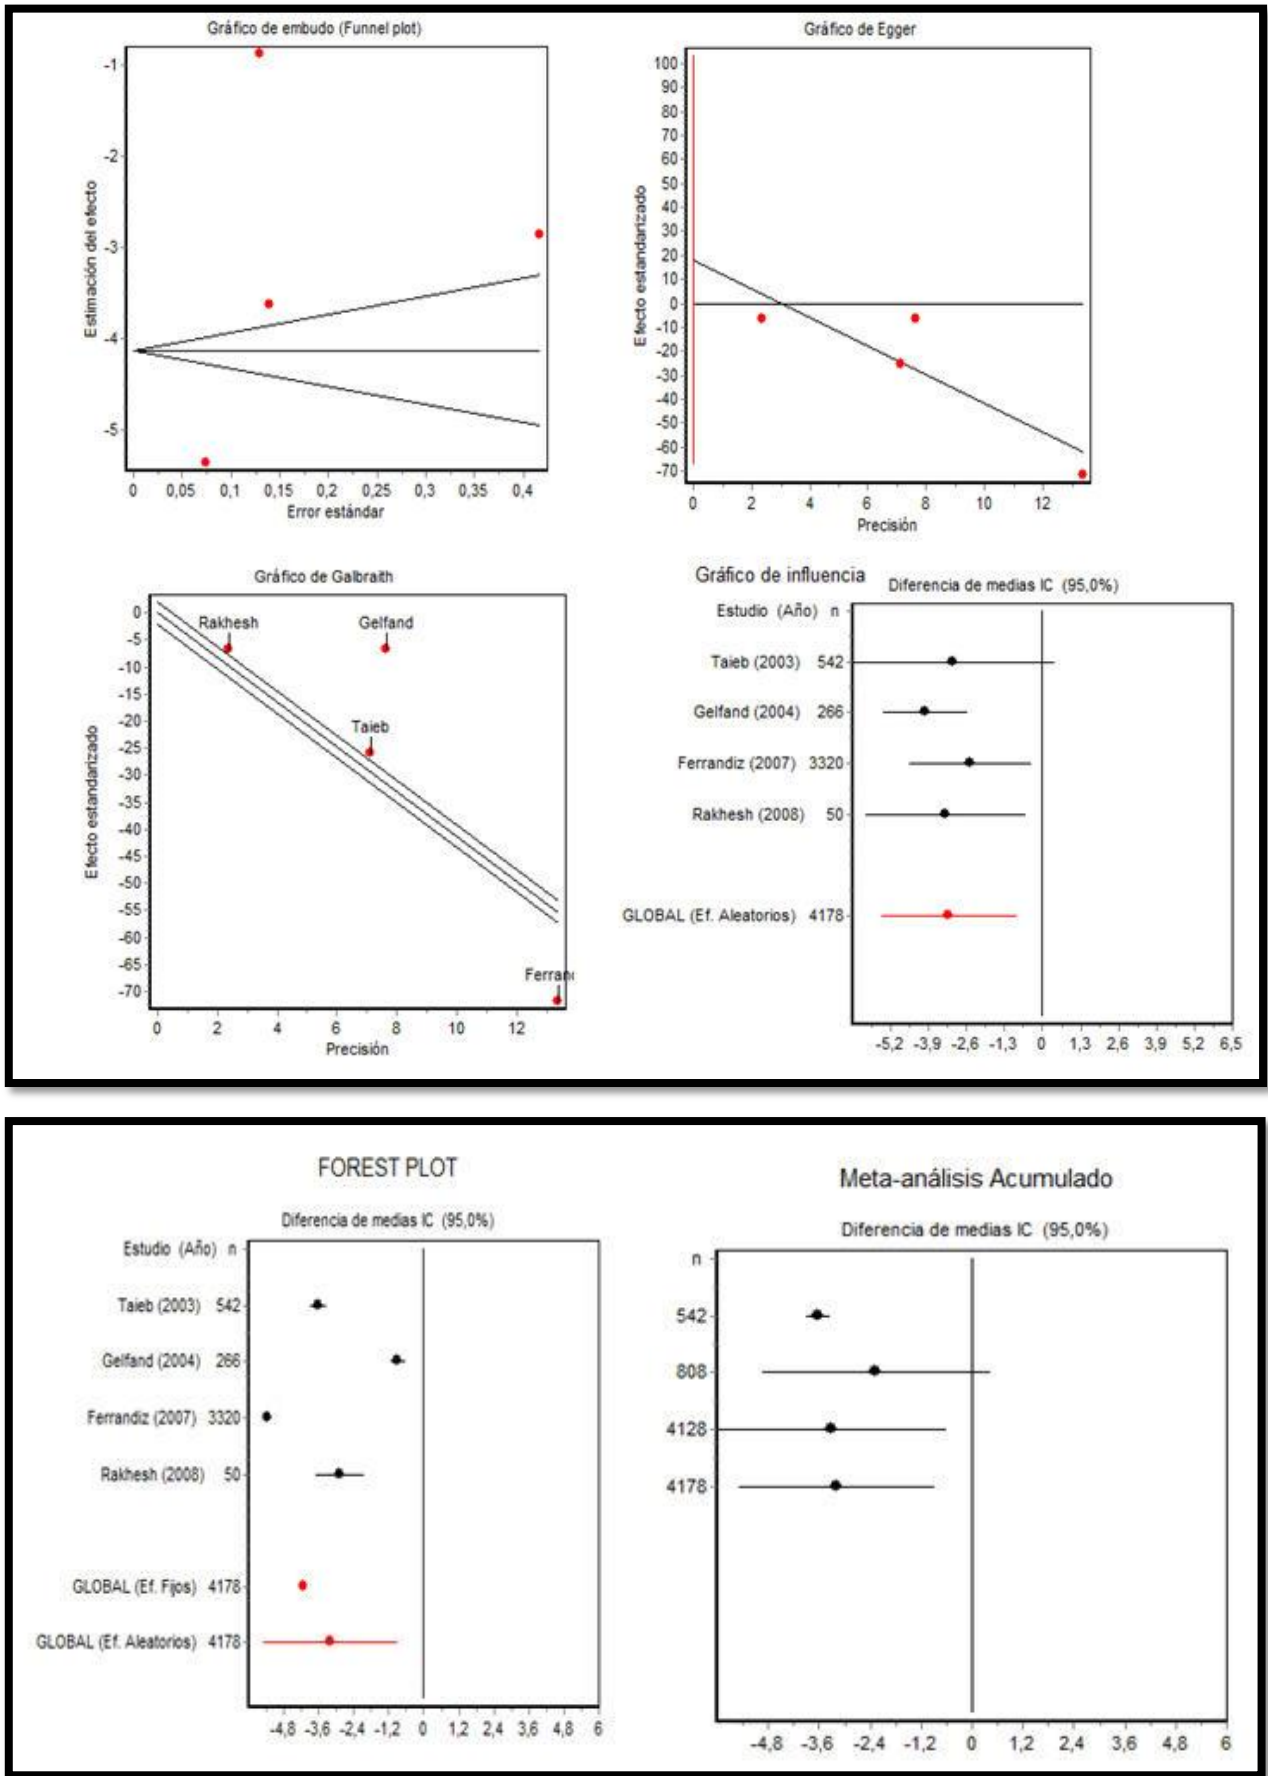 Gráfico de embudo (Funnel plot)
Estimación del efecto
-1
-2
-3
-4
-5
0 0,05 0,1 0,15 0,2 0,25 0,3 0,35 0,4
Error estándar
Gráfico de Egger
Efecto estandarizado
100
90
80
70
60
50
40
30
20
10
0
-10
-20
-30
-40
-50
-60
-70
0 2 4 6 8 10 12
Precisión
Gráfico de Galbraith
Efecto estandarizado
0
-5
-10
-15
-20
-25
-30
-35
-40
-45
-50
-55
-60
-65
-70
Rakhesh
Gelfand
Taieb
Ferran
0 2 4 6 8 10 12
Precisión
Gráfico de influencia
Diferencia de medias IC (95,0%)
Estudio (Año) n
Taieb (2003) 542
Gelfand (2004) 266
Ferrandiz (2007) 3320
Rakhesh (2008) 50
GLOBAL (Ef. Aleatorios) 4178
-5,2 -3,9 -2,6 -1,3 0 1,3 2,6 3,9 5,2 6,5
FOREST PLOT
Diferencia de medias IC (95,0%)
Estudio (Año) n
Taieb (2003) 542
Gelfand (2004) 266
Ferrandiz (2007) 3320
Rakhesh (2008) 50
GLOBAL (Ef. Fijos) 4178
GLOBAL (Ef. Aleatorios) 4178
-4,8 -3,6 -2,4 -1,2 0 1,2 2,4 3,6 4,8 6
Meta-análisis Acumulado
Diferencia de medias IC (95,0%)
n
542
808
4128
4178
-4,8 -3,6 -2,4 -1,2 0 1,2 2,4 3,6 4,8 6